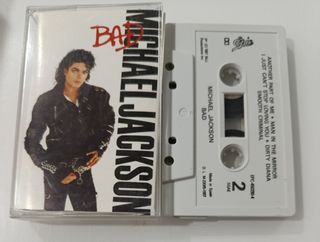 BAD
MICHAEL JACKSON
Epic
ANOTHER PART OF ME • MAN IN THE MIRROR
I JUST CAN'T STOP LOVING YOU • DIRTY DIANA
SMOOTH CRIMINAL
MICHAEL JACKSON
BAD
2